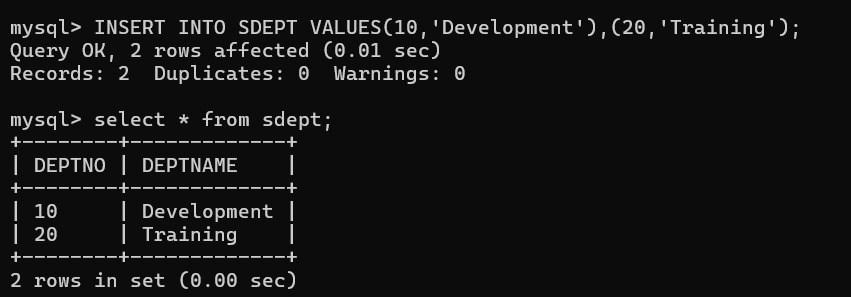 mysql> INSERT INTO SDEPT VALUES(10,'Development'),(20,'Training');
Query OK, 2 rows affected (0.01 sec)
Records: 2  Duplicates: 0  Warnings: 0

mysql> select * from sdept;
+--------+-------------+
| DEPTNO | DEPTNAME    |
+--------+-------------+
| 10     | Development |
| 20     | Training    |
+--------+-------------+
2 rows in set (0.00 sec)